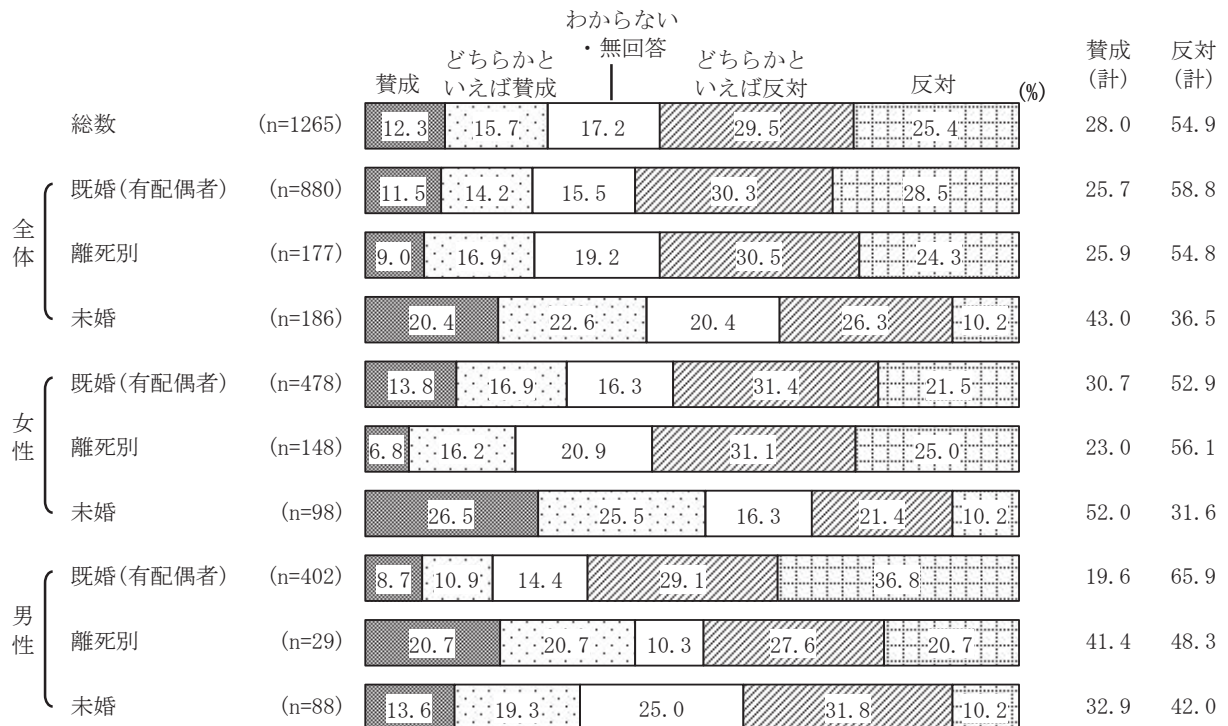 わからない
・無回答
どちらかと
いえば賛成
どちらかと
いえば反対
賛成
反対
(%)
賛成
(計)
反対
(計)
総数 (n=1265) 12.3 15.7 17.2 29.5 25.4 28.0 54.9
全体
既婚(有配偶者) (n=880) 11.5 14.2 15.5 30.3 28.5 25.7 58.8
離死別 (n=177) 9.0 16.9 19.2 30.5 24.3 25.9 54.8
未婚 (n=186) 20.4 22.6 20.4 26.3 10.2 43.0 36.5
女性
既婚(有配偶者) (n=478) 13.8 16.9 16.3 31.4 21.5 30.7 52.9
離死別 (n=148) 6.8 16.2 20.9 31.1 25.0 23.0 56.1
未婚 (n=98) 26.5 25.5 16.3 21.4 10.2 52.0 31.6
男性
既婚(有配偶者) (n=402) 8.7 10.9 14.4 29.1 36.8 19.6 65.9
離死別 (n=29) 20.7 20.7 10.3 27.6 20.7 41.4 48.3
未婚 (n=88) 13.6 19.3 25.0 31.8 10.2 32.9 42.0